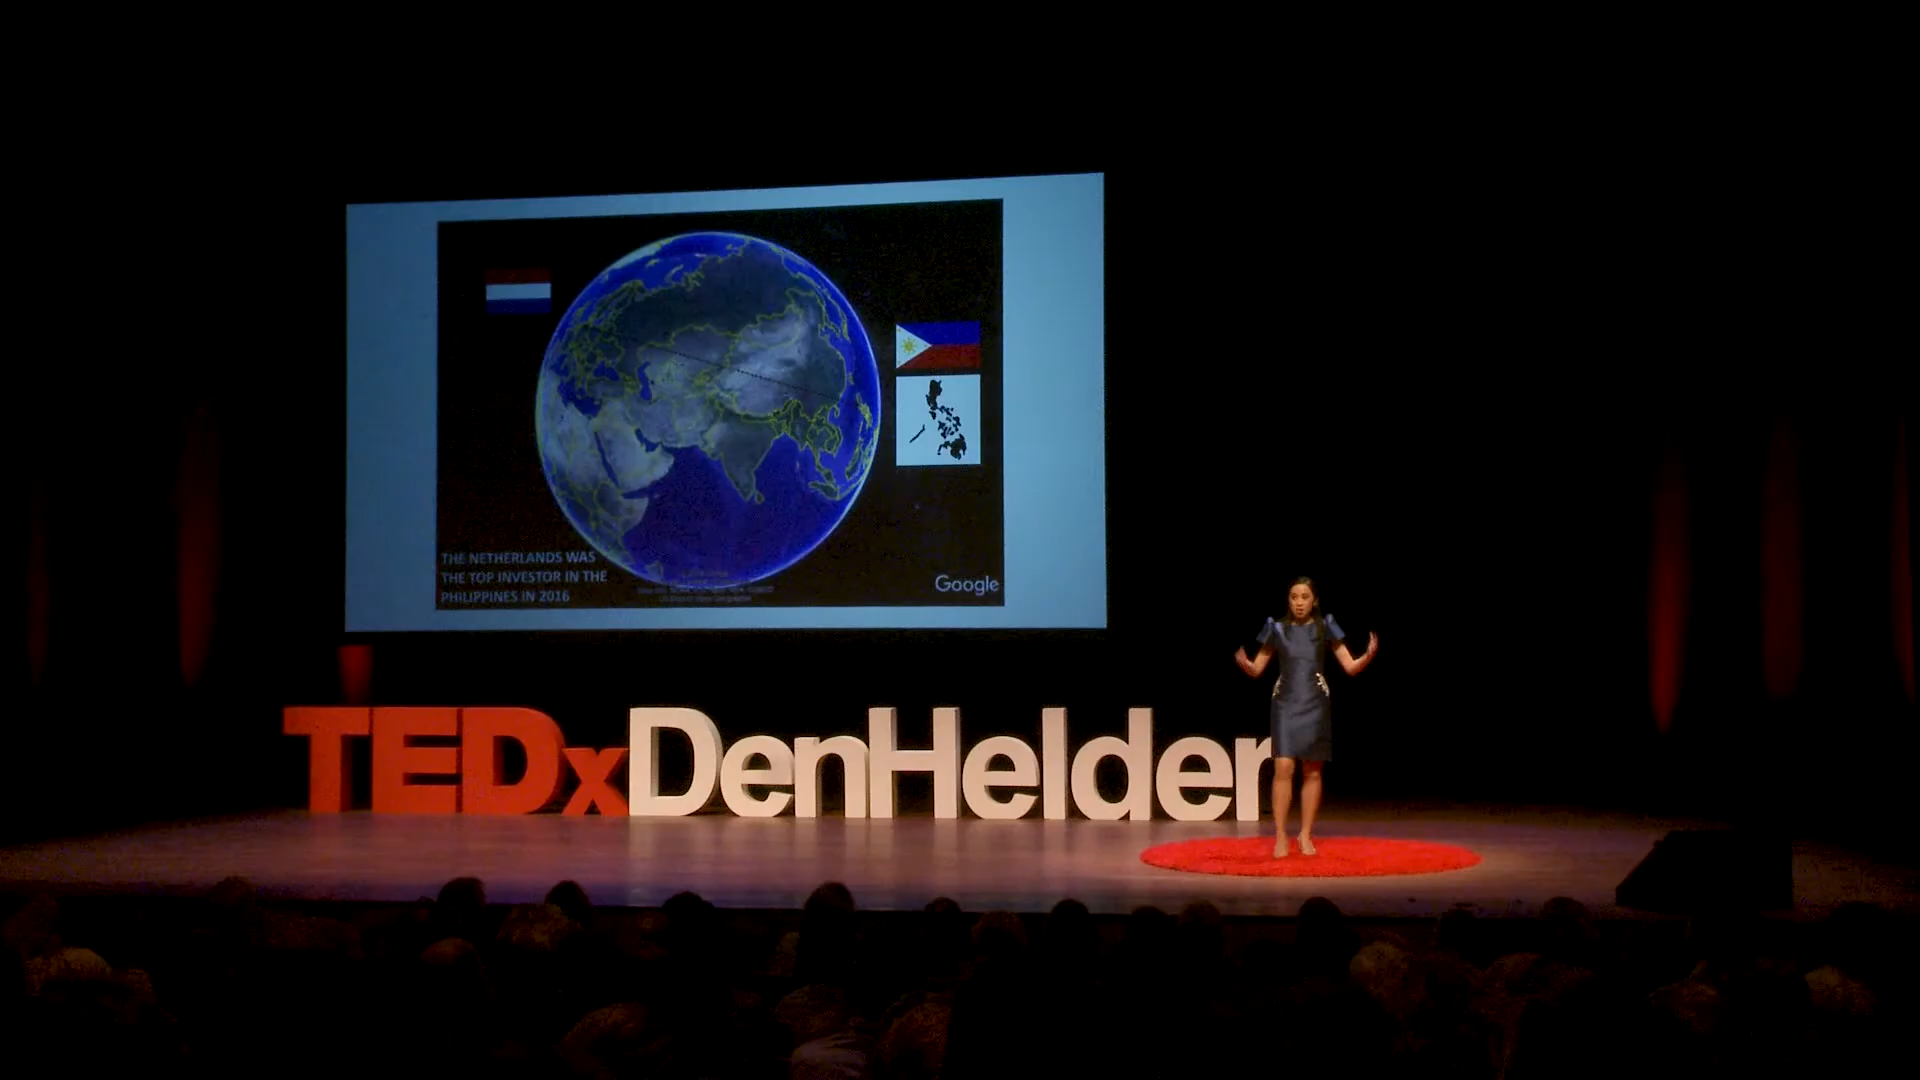 THE NETHERLANDS WAS
THE TOP INVESTOR IN THE
PHILIPPINES IN 2016
Google
TEDxDenHelder